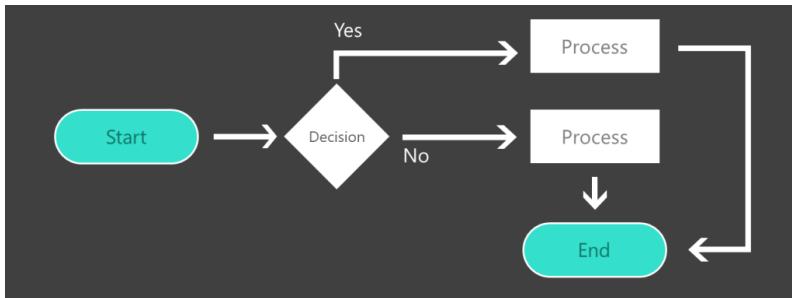 Yes
Process
Start
Decision
Process
No
End